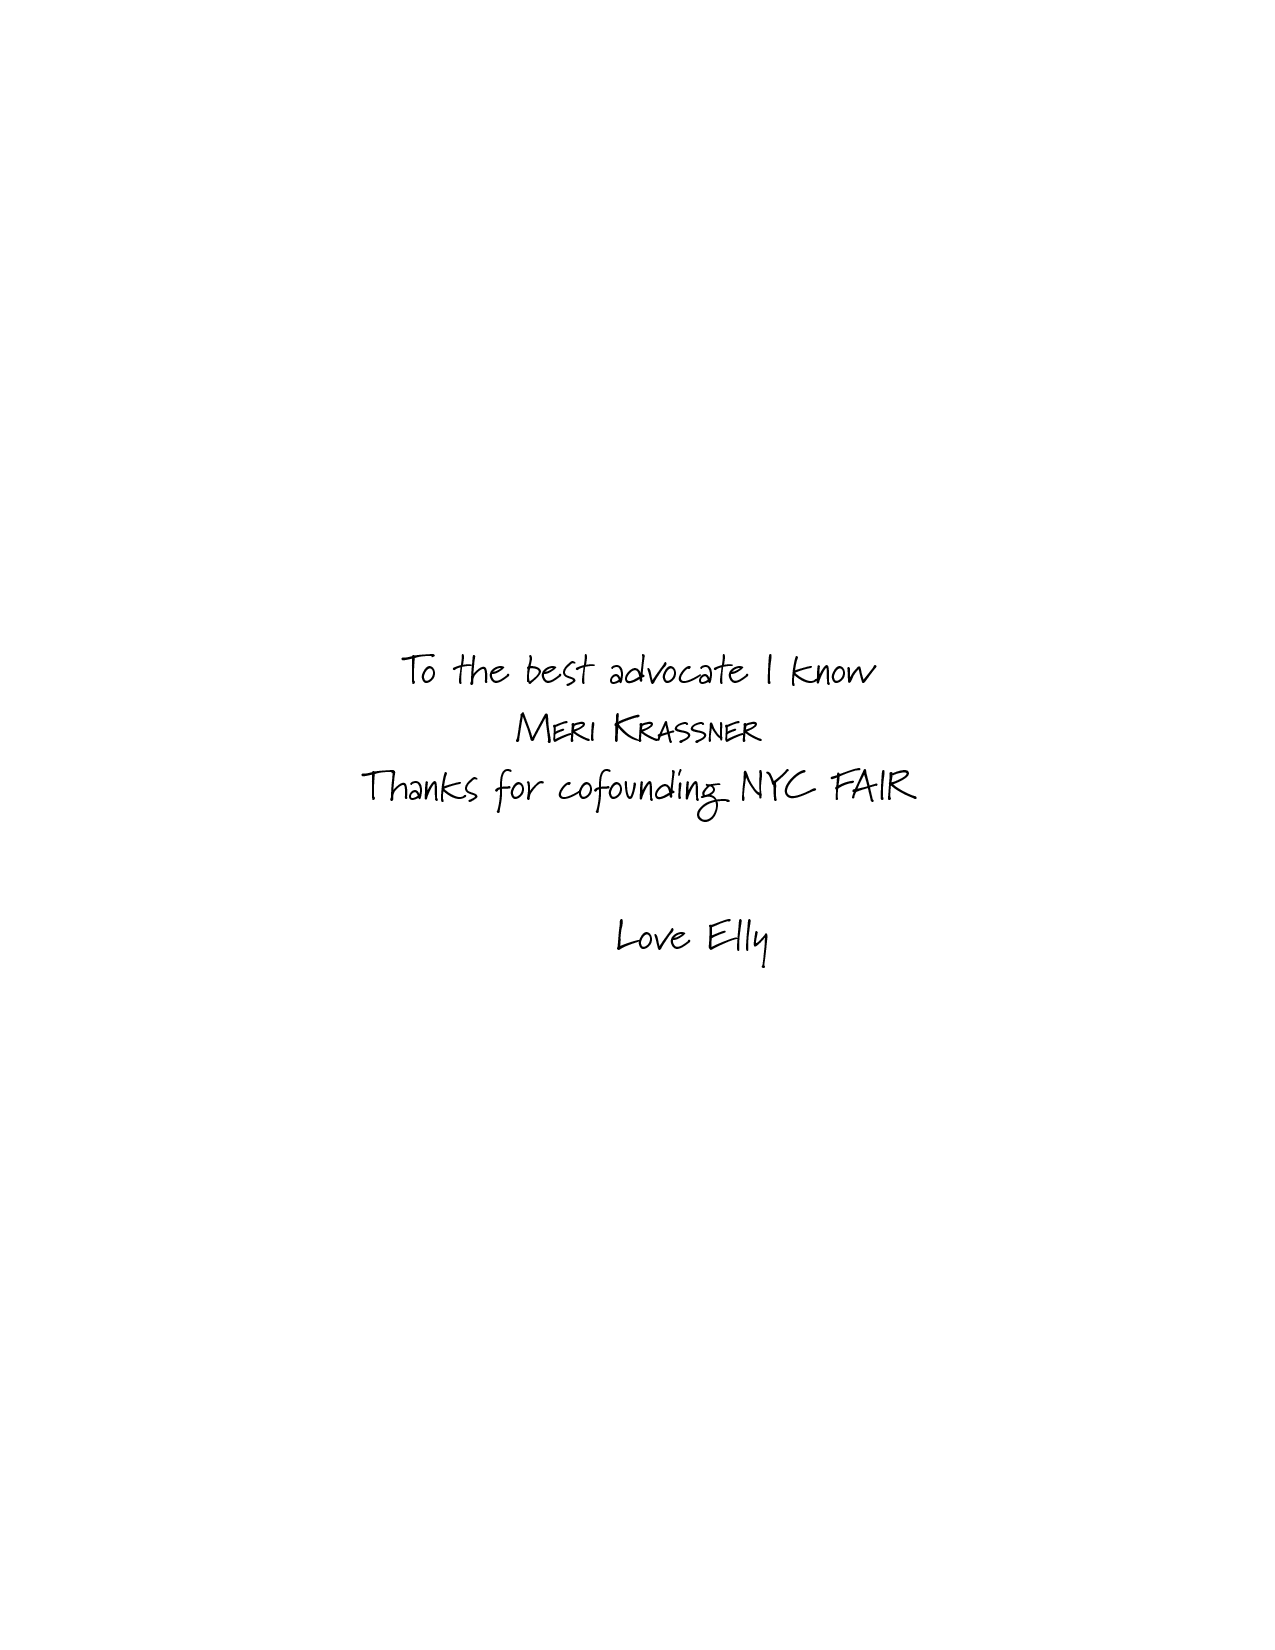 To the best advocate I know
Meri Krassner
Thanks for cofounding NYC FAIR
Love Elly